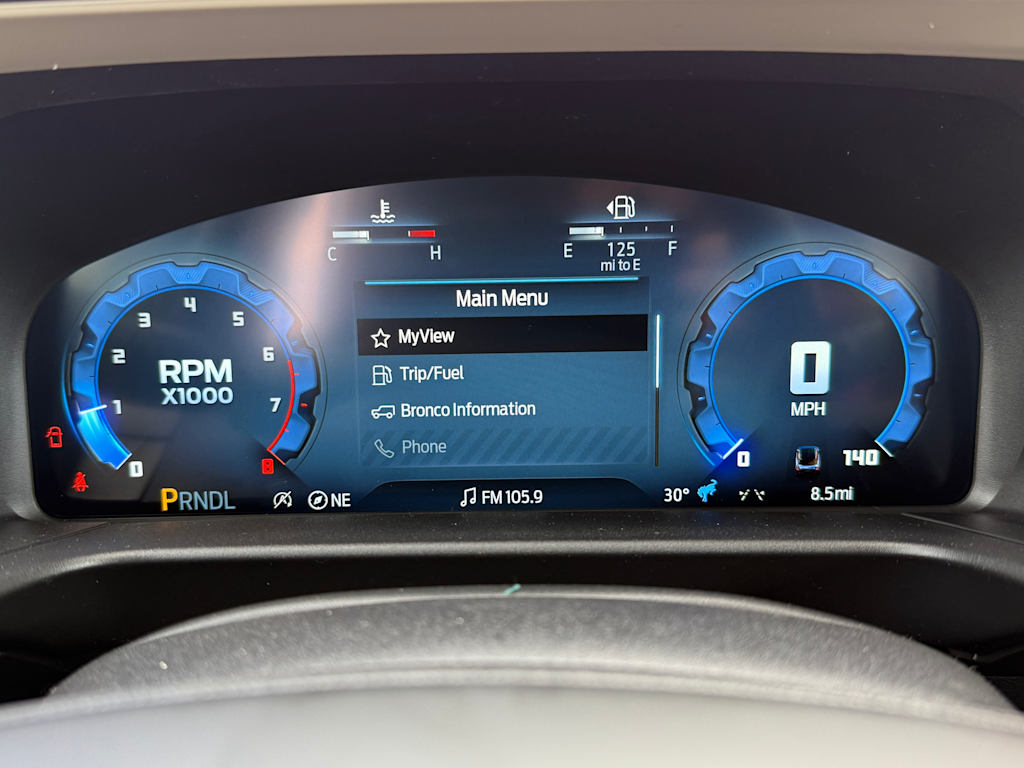 C H
E 125 F
mi to E
Main Menu
MyView
Trip/Fuel
Bronco Information
Phone
0 1 2 3 4 5 6 7 8
RPM
X1000
0
MPH
0 140
PRNDL
NE
FM 105.9
30°
8.5mi